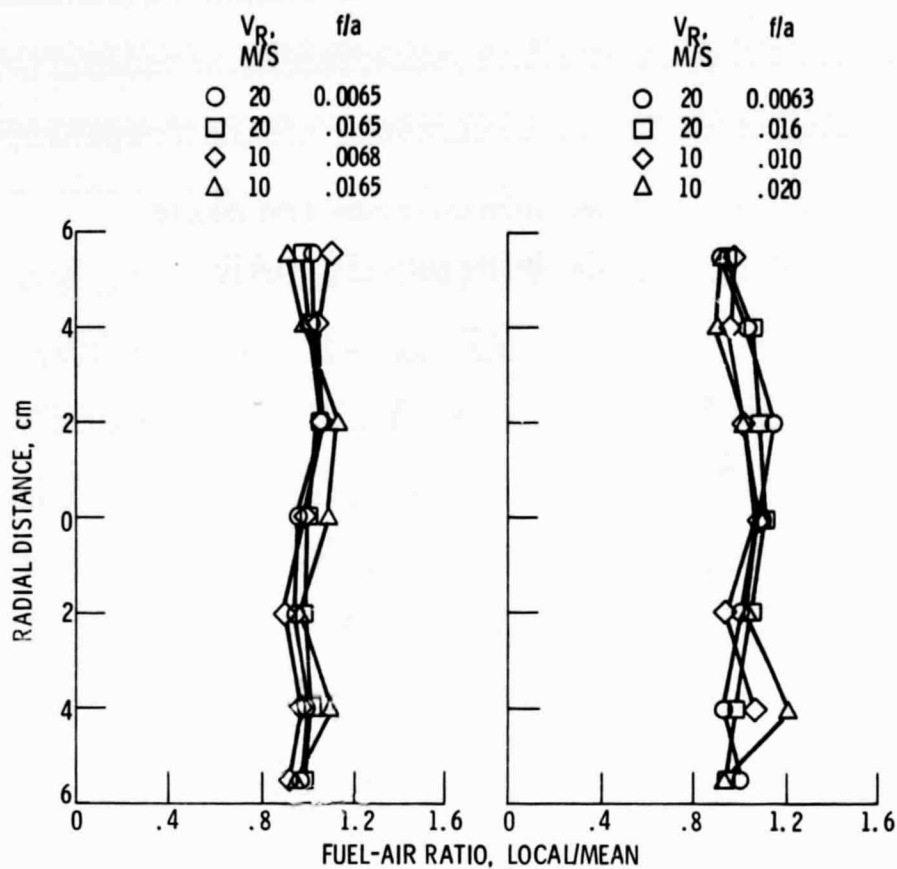 V_R, f/a
M/S
○ 20 0.0065
□ 20 .0165
◇ 10 .0068
△ 10 .0165
V_R, f/a
M/S
○ 20 0.0063
□ 20 .016
◇ 10 .010
△ 10 .020
6
4
2
0
2
4
6
RADIAL DISTANCE, cm
0 .4 .8 1.2 1.6
0 .4 .8 1.2 1.6
FUEL-AIR RATIO, LOCAL/MEAN